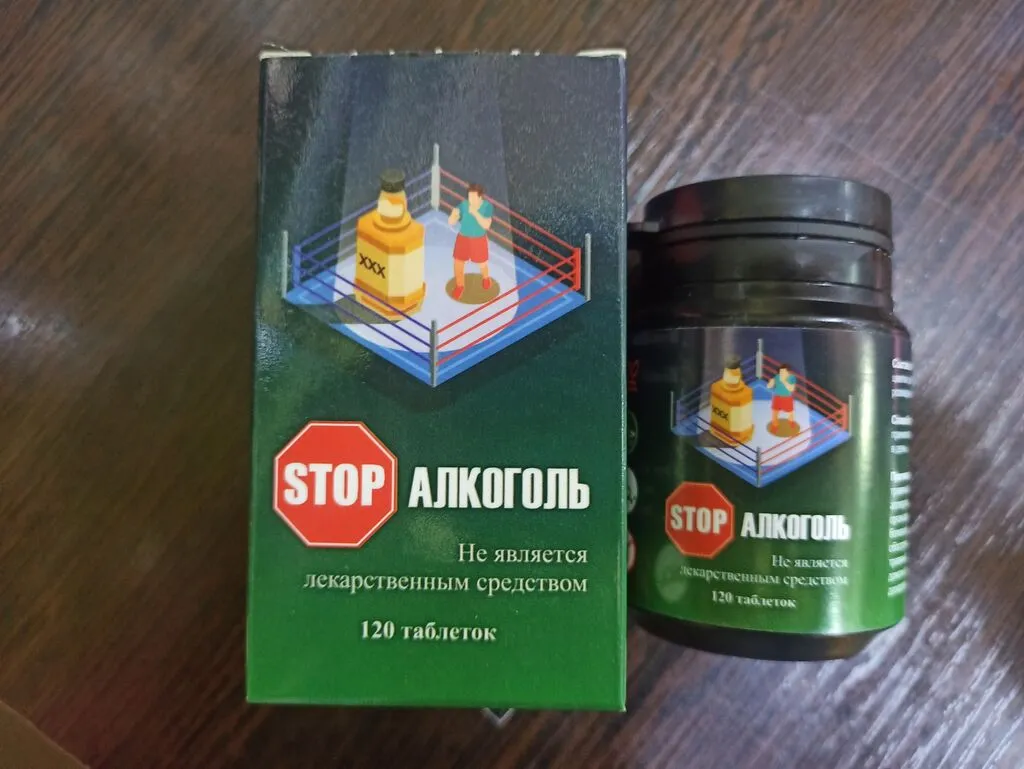 XXX
STOP АЛКОГОЛЬ
Не является
лекарственным средством
120 таблеток
XXX
STOP АЛКОГОЛЬ
Не является
лекарственным средством
120 таблеток